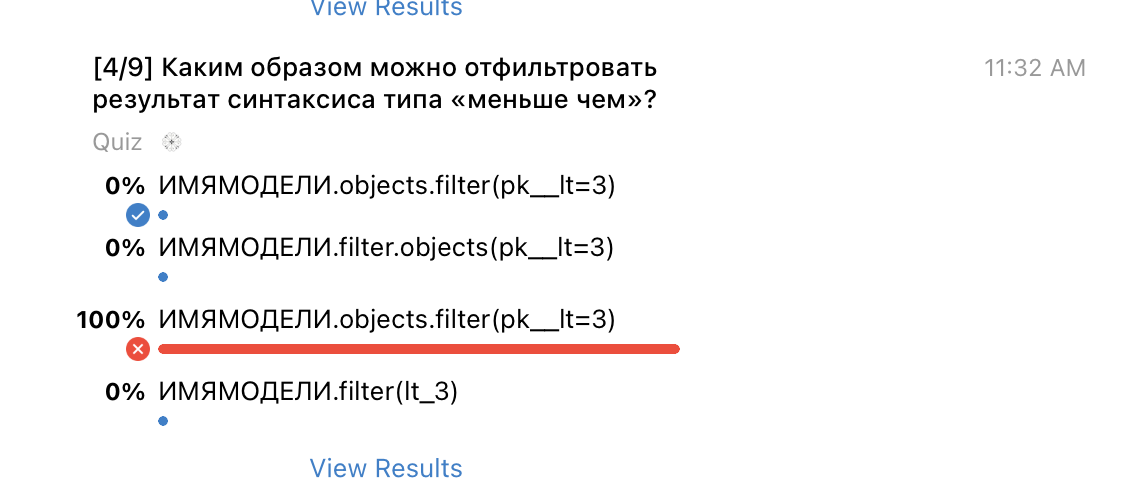 View Results
[4/9] Каким образом можно отфильтровать
11:32 AM
результат синтаксиса типа «меньше чем»?
Quiz
0% ИМЯМОДЕЛИ.objects.filter(pk__lt=3)
0% ИМЯМОДЕЛИ.filter.objects(pk__lt=3)
100% ИМЯМОДЕЛИ.objects.filter(pk__lt=3)
0% ИМЯМОДЕЛИ.filter(lt_3)
View Results